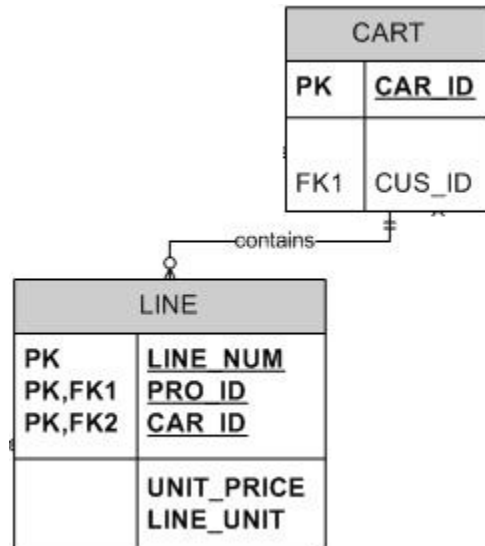 CART
PK CAR_ID
FK1 CUS_ID
contains
LINE
PK LINE_NUM
PK,FK1 PRO_ID
PK,FK2 CAR_ID
UNIT_PRICE
LINE_UNIT